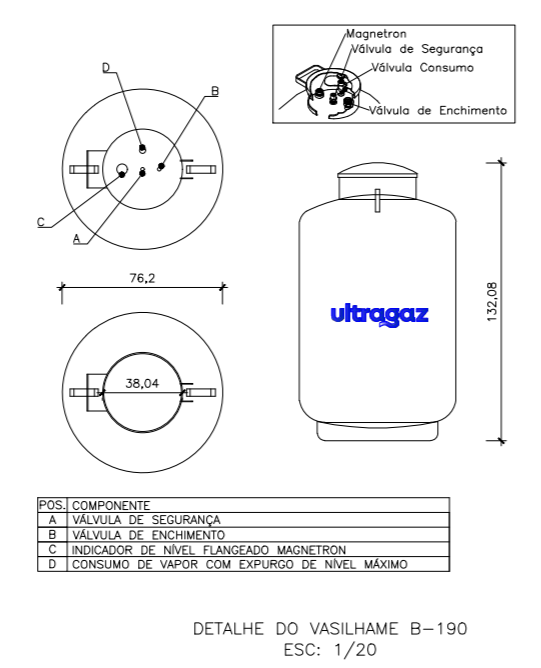 Magnetron
Válvula de Segurança
Válvula Consumo
Válvula de Enchimento
D
B
C
A
76,2
38,04
ultragaz
132,08
POS. COMPONENTE
A VÁLVULA DE SEGURANÇA
B VÁLVULA DE ENCHIMENTO
C INDICADOR DE NÍVEL FLANGEADO MAGNETRON
D CONSUMO DE VAPOR COM EXPURGO DE NÍVEL MÁXIMO
DETALHE DO VASILHAME B-190
ESC: 1/20